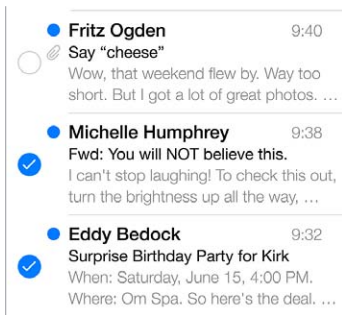 Fritz Ogden 9:40
Say “cheese”
Wow, that weekend flew by. Way too
short. But I got a lot of great photos. ...
Michelle Humphrey 9:38
Fwd: You will NOT believe this.
I can't stop laughing! To check this out,
turn the brightness up all the way, ...
Eddy Bedock 9:32
Surprise Birthday Party for Kirk
When: Saturday, June 15, 4:00 PM.
Where: Om Spa. So here's the deal. ...